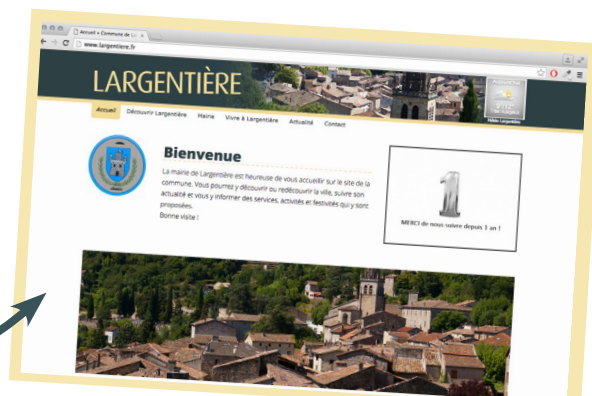 Accueil « Commune de La
www.largentiere.fr
LARGENTIÈRE
Accueil Découvrir Largentière Mairie Vivre à Largentière Actualité Contact
Météo Largentière
Bienvenue
La mairie de Largentière est heureuse de vous accueillir sur le site de la
commune. Vous pourrez y découvrir ou redécouvrir la ville, suivre son
actualité et vous y informer des services, activités et festivités qui y sont
proposées.
Bonne visite !
1
MERCI de nous suivre depuis 1 an !